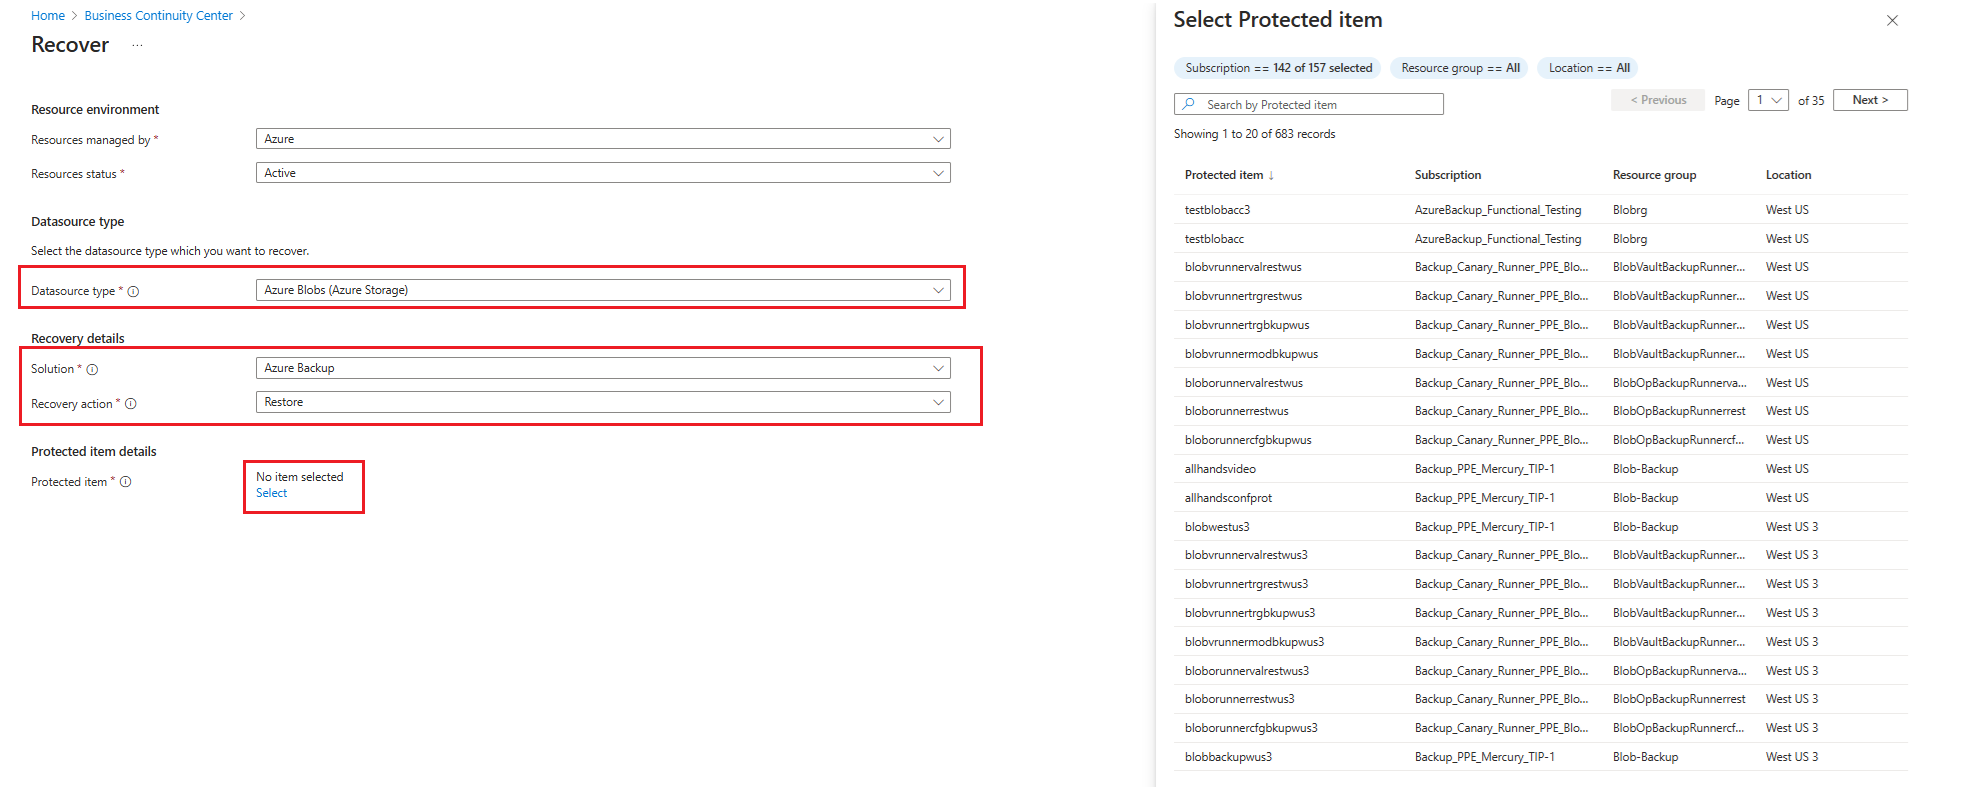 Home > Business Continuity Center >
Recover ...
Resource environment
Resources managed by * Azure
Resources status * Active
Datasource type
Select the datasource type which you want to recover.
Datasource type * Azure Blobs (Azure Storage)
Recovery details
Solution * Azure Backup
Recovery action * Restore
Protected item details
Protected item * No item selected
Select
Select Protected item
Subscription == 142 of 157 selected Resource group == All Location == All
Search by Protected item
< Previous Page 1 of 35 Next >
Showing 1 to 20 of 683 records
Protected item ↓ Subscription Resource group Location
testblobacc3 AzureBackup_Functional_Testing Blobrg West US
testblobacc AzureBackup_Functional_Testing Blobrg West US
blobvrunnervalrestwus Backup_Canary_Runner_PPE_Blo... BlobVaultBackupRunner... West US
blobvrunnertrgrestwus Backup_Canary_Runner_PPE_Blo... BlobVaultBackupRunner... West US
blobvrunnertrgbkupwus Backup_Canary_Runner_PPE_Blo... BlobVaultBackupRunner... West US
blobvrunnermodbkupwus Backup_Canary_Runner_PPE_Blo... BlobVaultBackupRunner... West US
bloborunnervalrestwus Backup_Canary_Runner_PPE_Blo... BlobOpBackupRunnerva... West US
bloborunnerrestwus Backup_Canary_Runner_PPE_Blo... BlobOpBackupRunnerrest West US
bloborunnercfgbkupwus Backup_Canary_Runner_PPE_Blo... BlobOpBackupRunnercf... West US
allhandsvideo Backup_PPE_Mercury_TIP-1 Blob-Backup West US
allhandsconfprot Backup_PPE_Mercury_TIP-1 Blob-Backup West US
blobwestus3 Backup_PPE_Mercury_TIP-1 Blob-Backup West US 3
blobvrunnervalrestwus3 Backup_Canary_Runner_PPE_Blo... BlobVaultBackupRunner... West US 3
blobvrunnertrgrestwus3 Backup_Canary_Runner_PPE_Blo... BlobVaultBackupRunner... West US 3
blobvrunnertrgbkupwus3 Backup_Canary_Runner_PPE_Blo... BlobVaultBackupRunner... West US 3
blobvrunnermodbkupwus3 Backup_Canary_Runner_PPE_Blo... BlobVaultBackupRunner... West US 3
bloborunnervalrestwus3 Backup_Canary_Runner_PPE_Blo... BlobOpBackupRunnerva... West US 3
bloborunnerrestwus3 Backup_Canary_Runner_PPE_Blo... BlobOpBackupRunnerrest West US 3
bloborunnercfgbkupwus3 Backup_Canary_Runner_PPE_Blo... BlobOpBackupRunnercf... West US 3
blobbackupwus3 Backup_PPE_Mercury_TIP-1 Blob-Backup West US 3